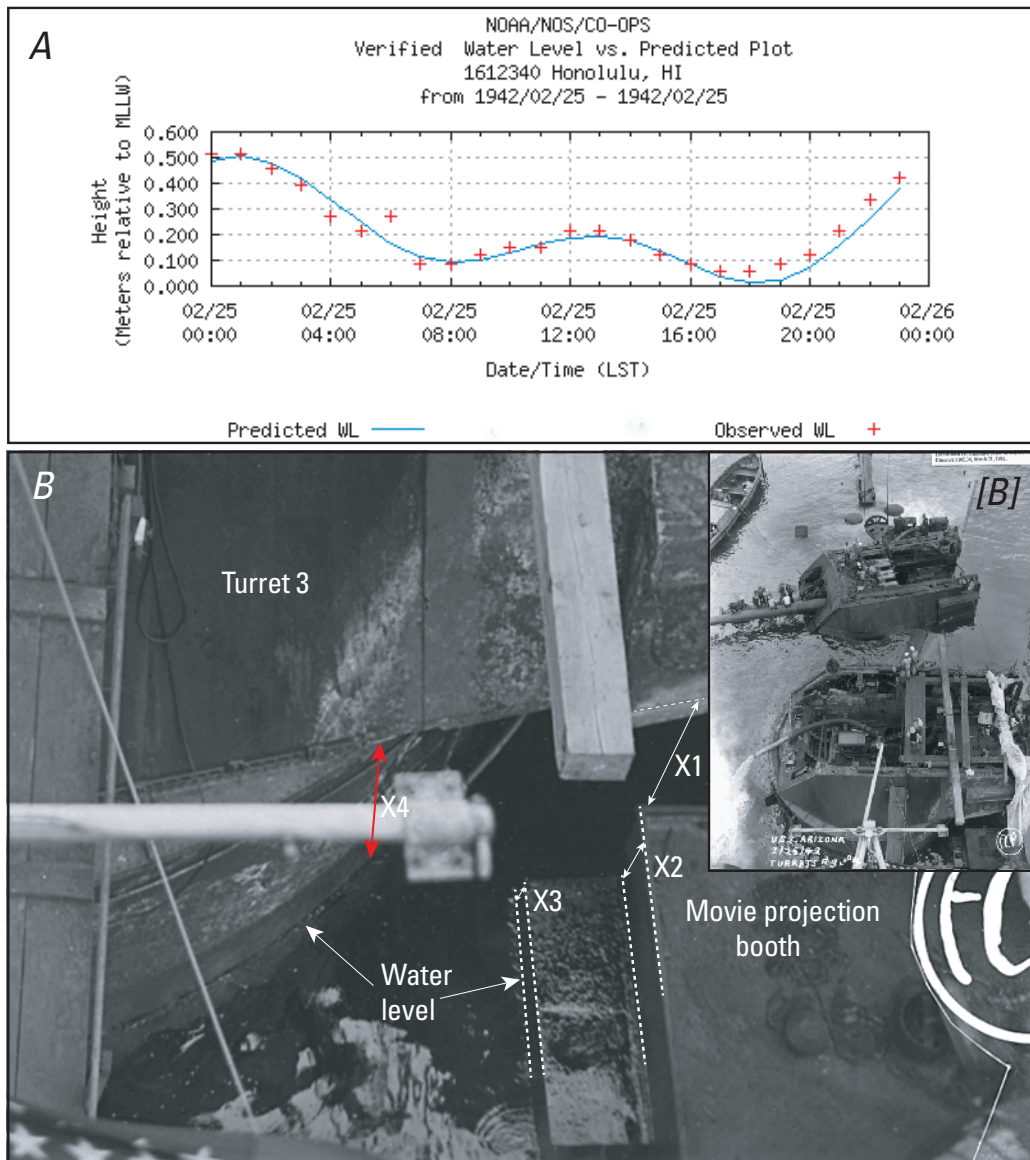 A
NOAA/NOS/CO-OPS
Verified Water Level vs. Predicted Plot
1612340 Honolulu, HI
from 1942/02/25 - 1942/02/25
Height
(Meters relative to MLLW)
0.600
0.500
0.400
0.300
0.200
0.100
0.000
02/25 02/25 02/25 02/25 02/25 02/25 02/26
00:00 04:00 08:00 12:00 16:00 20:00 00:00
Date/Time (LST)
Predicted WL
Observed WL
B
[B]
Turret 3
X1
X4
X2
X3
Movie projection
booth
Water
level
U.S.S. ARIZONA
TURRETS